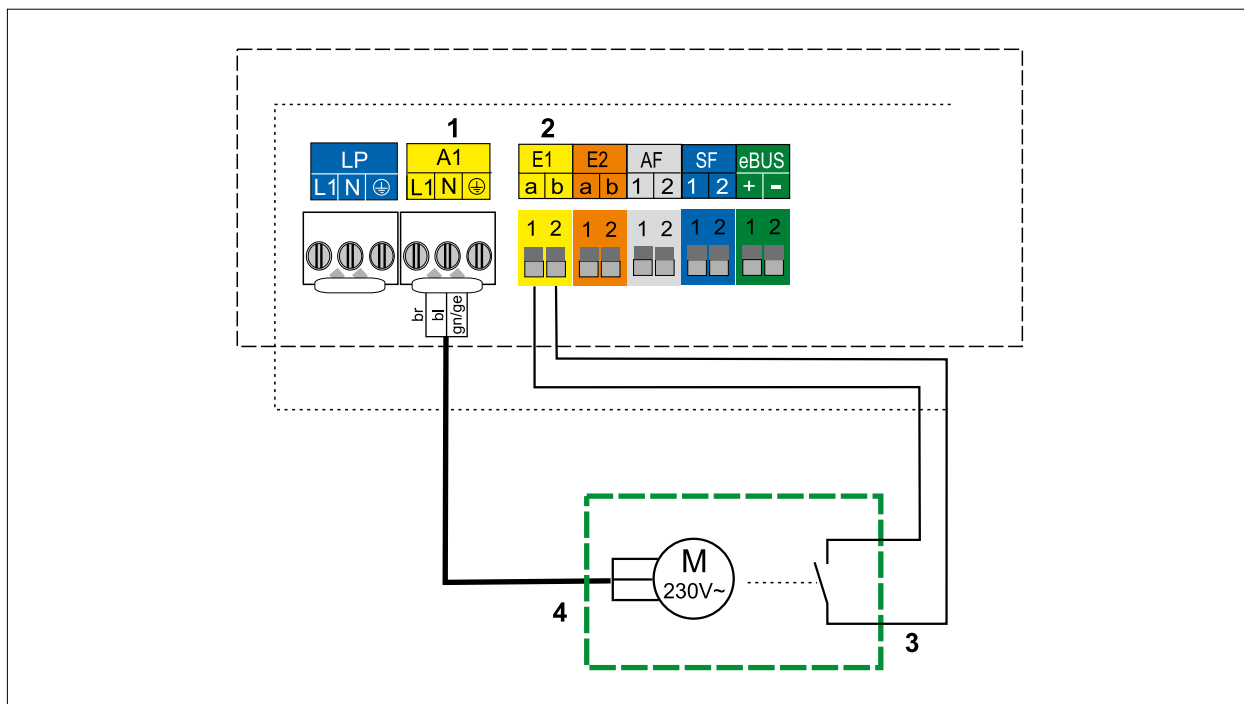 1 2
LP A1 E1 E2 AF SF eBUS
L1 N L1 N a b a b 1 2 1 2 + -
1 2 1 2 1 2 1 2 1 2
br bl gn/ge
M
230V~
4
3